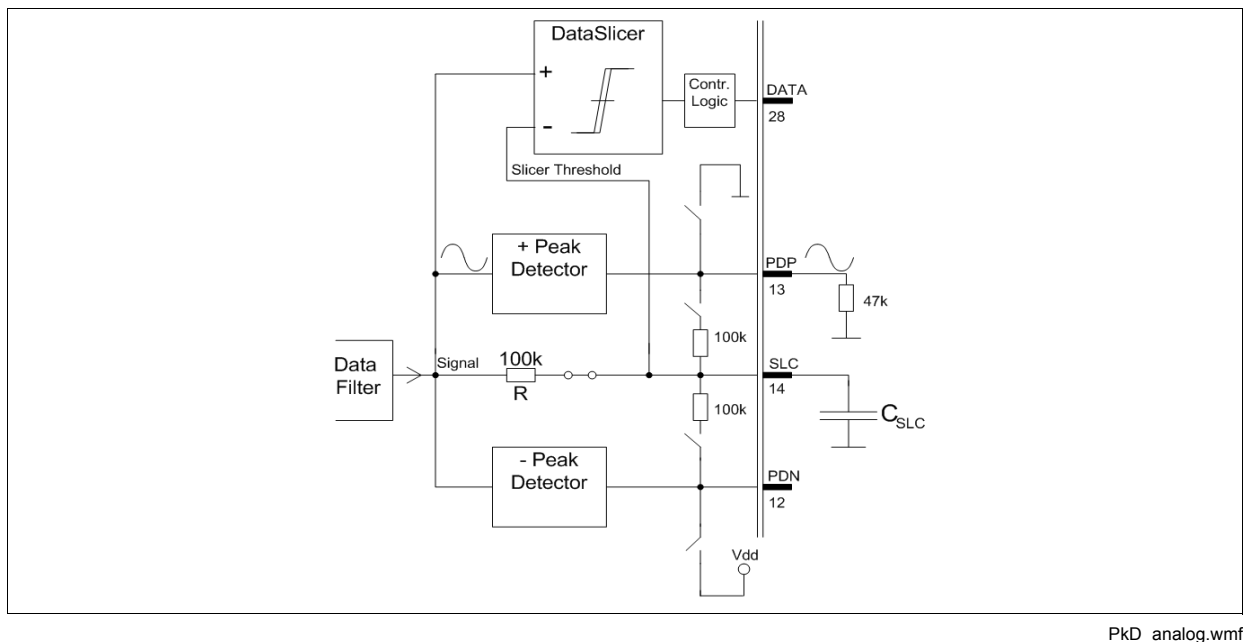 DataSlicer
+
-
Contr.
Logic
DATA
28
Slicer Threshold
+ Peak
Detector
PDP
13
47k
100k
Data
Filter
Signal
100k
R
SLC
14
100k
CSLC
- Peak
Detector
PDN
12
Vdd
PkD_analog.wmf